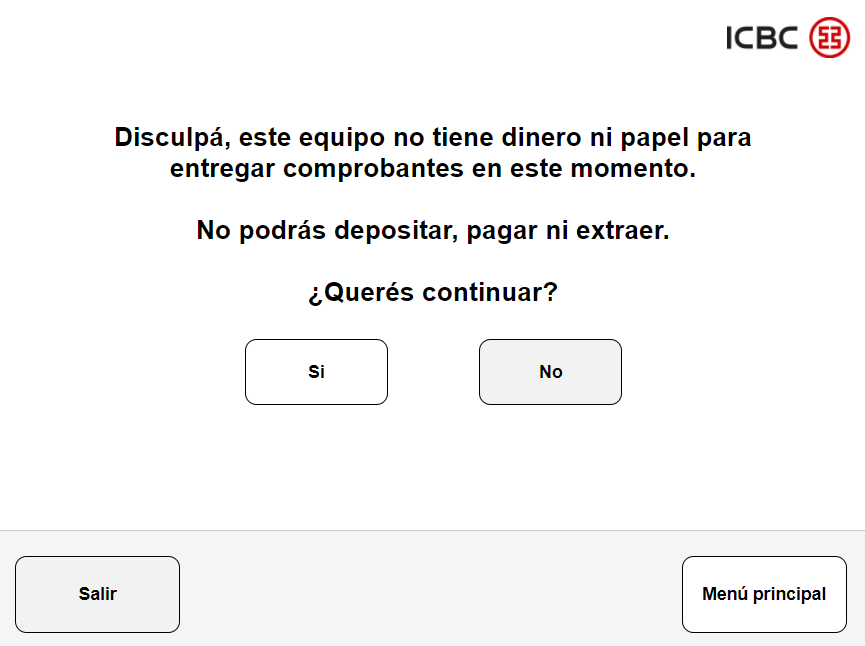 ICBC
Disculpá, este equipo no tiene dinero ni papel para
entregar comprobantes en este momento.
No podrás depositar, pagar ni extraer.
¿Querés continuar?
Si
No
Salir
Menú principal